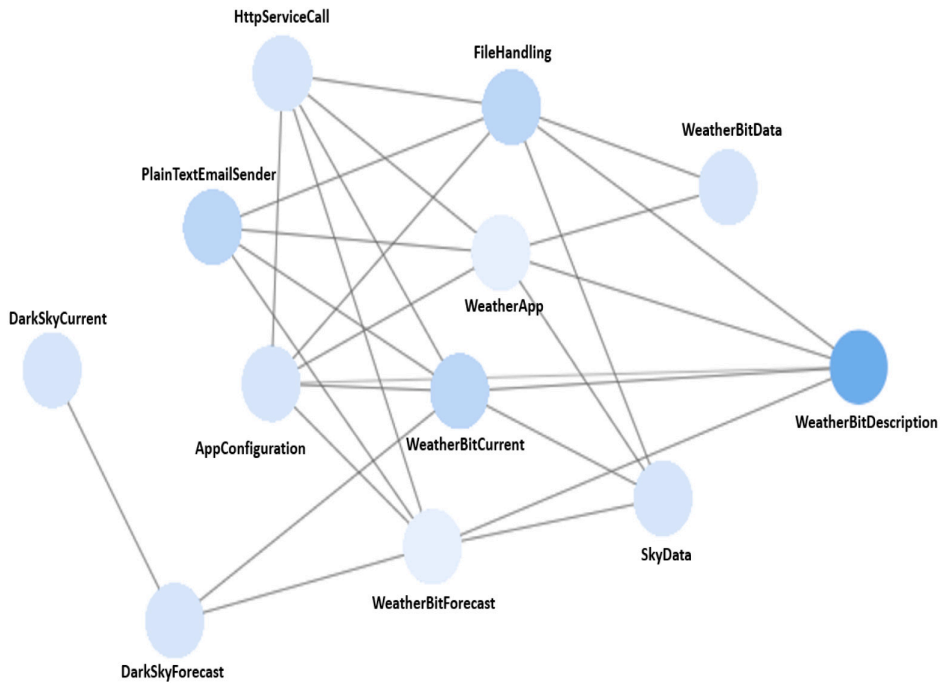 HttpServiceCall
FileHandling
WeatherBitData
PlainTextEmailSender
WeatherApp
DarkSkyCurrent
WeatherBitDescription
AppConfiguration
WeatherBitCurrent
SkyData
WeatherBitForecast
DarkSkyForecast